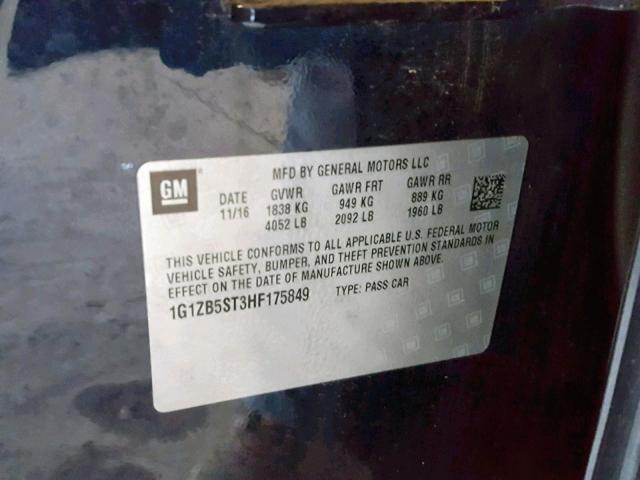 GM
MFD BY GENERAL MOTORS LLC
DATE GVWR GAWR FRT GAWR RR
11/16 1838 KG 949 KG 889 KG
4052 LB 2092 LB 1960 LB
THIS VEHICLE CONFORMS TO ALL APPLICABLE U.S. FEDERAL MOTOR
VEHICLE SAFETY, BUMPER, AND THEFT PREVENTION STANDARDS IN
EFFECT ON THE DATE OF MANUFACTURE SHOWN ABOVE.
1G1ZB5ST3HF175849 TYPE: PASS CAR